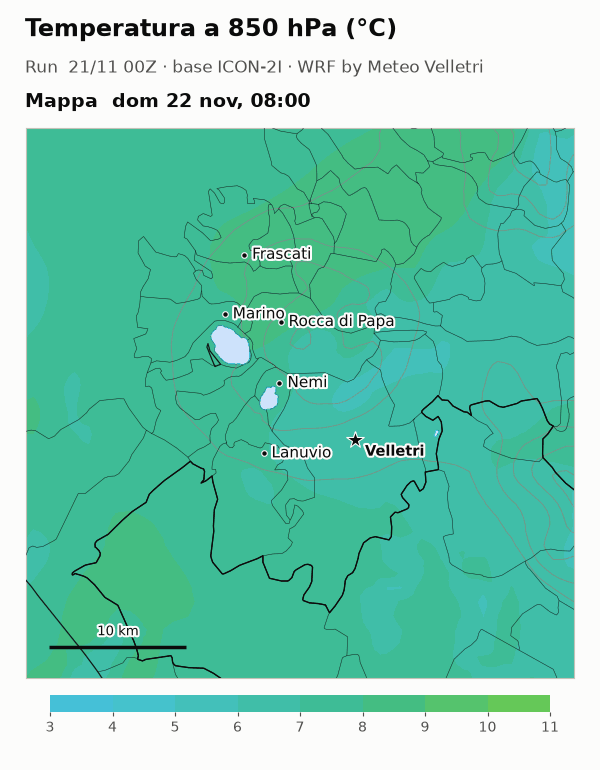 Temperatura a 850 hPa (°C)
Run  21/11 00Z · base ICON-2I · WRF by Meteo Velletri
Mappa  dom 22 nov, 08:00
Frascati
Marino
Rocca di Papa
Nemi
Velletri
Lanuvio
10 km
3 4 5 6 7 8 9 10 11